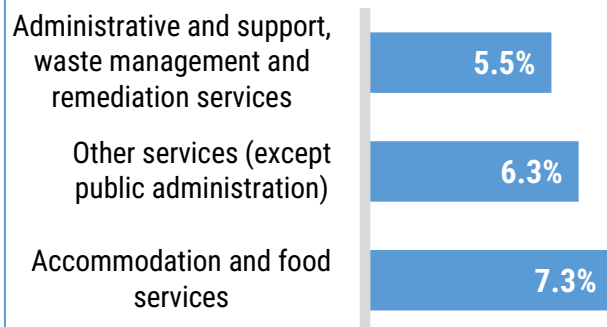 Administrative and support,
waste management and
remediation services
5.5%
Other services (except
public administration)
6.3%
Accommodation and food
services
7.3%